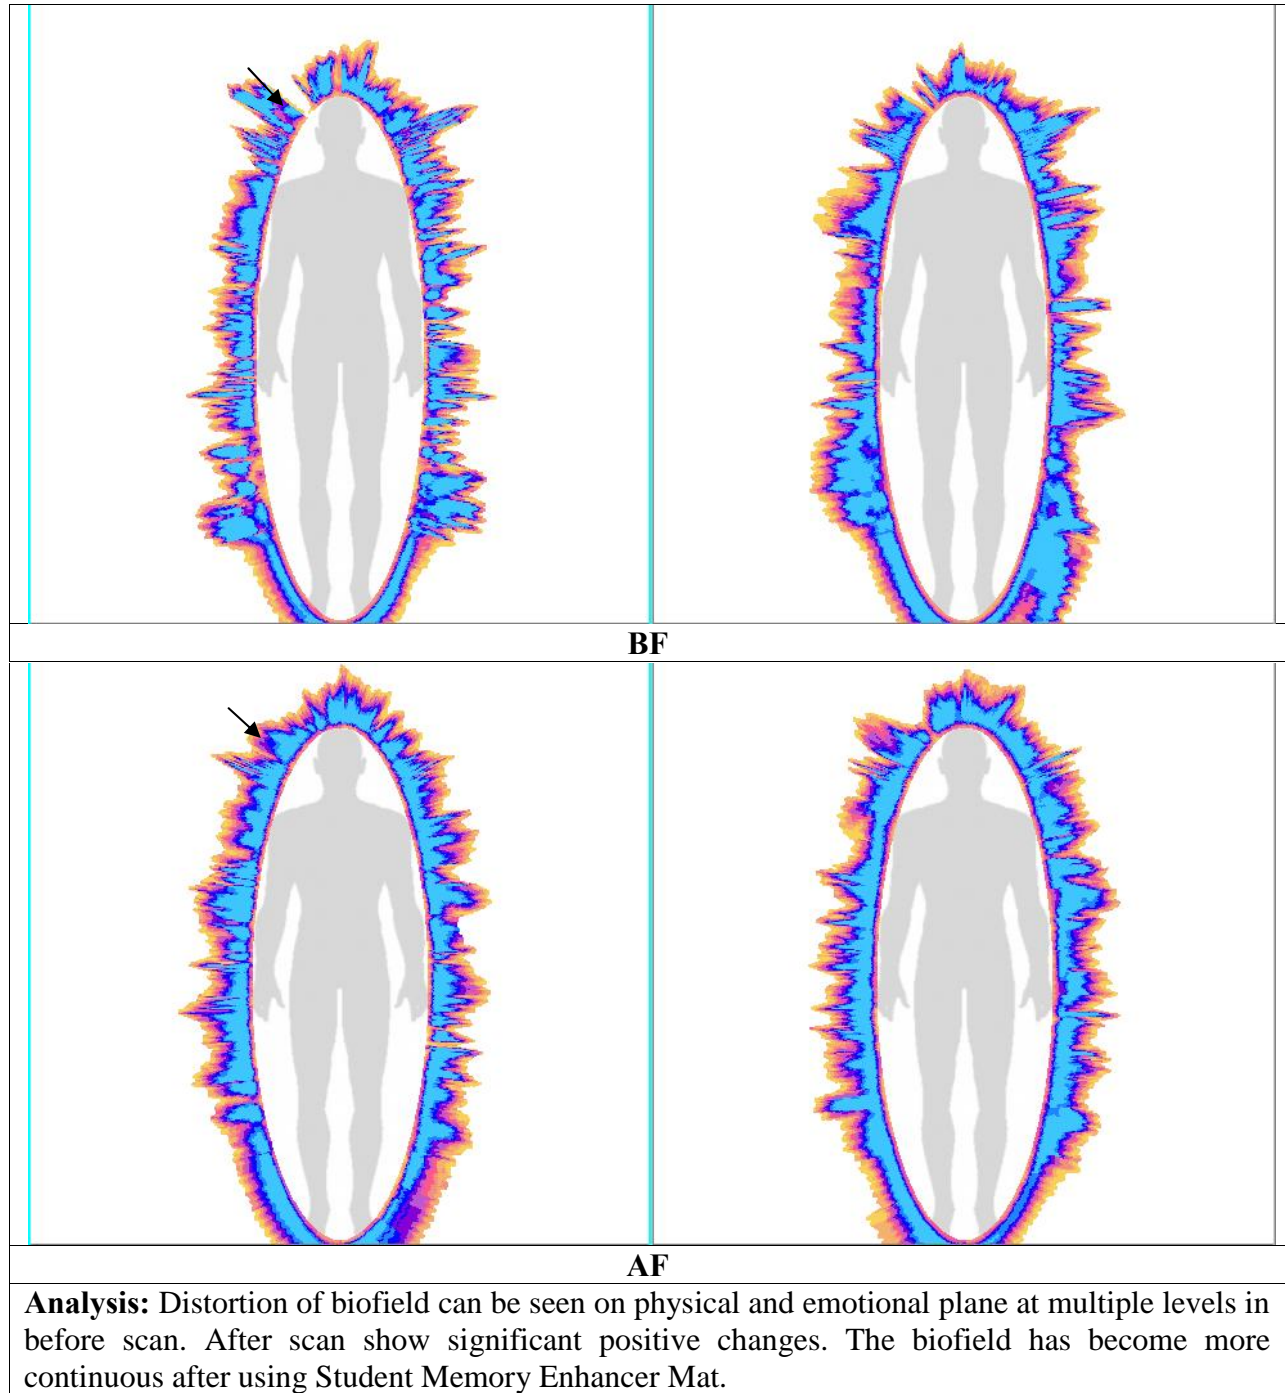 BF
AF
Analysis: Distortion of biofield can be seen on physical and emotional plane at multiple levels in
before scan. After scan show significant positive changes. The biofield has become more
continuous after using Student Memory Enhancer Mat.